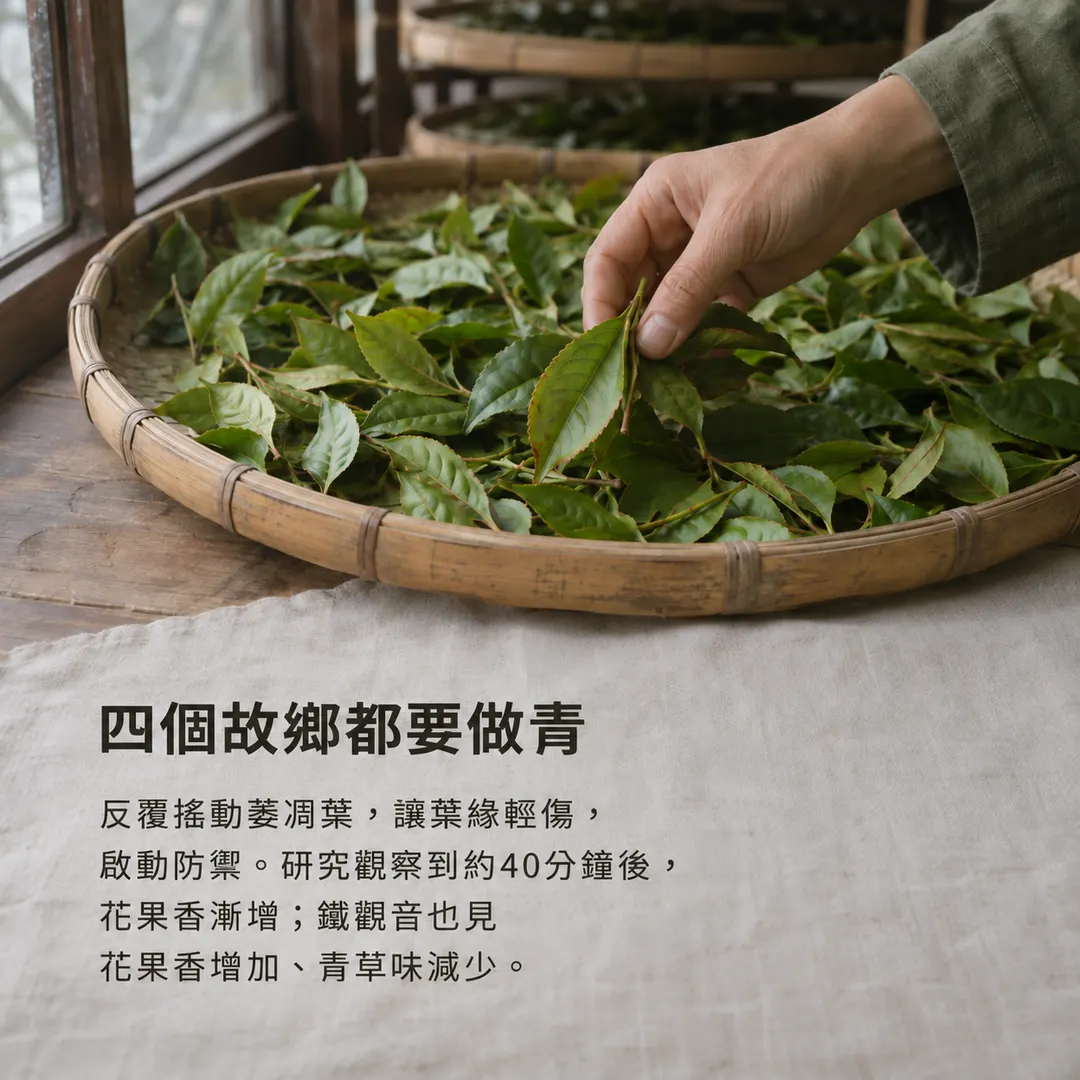 四個故鄉都要做青
反覆搖動萎凋葉，讓葉緣輕傷，
啟動防禦。研究觀察到約40分鐘後，
花果香漸增；鐵觀音也見
花果香增加、青草味減少。